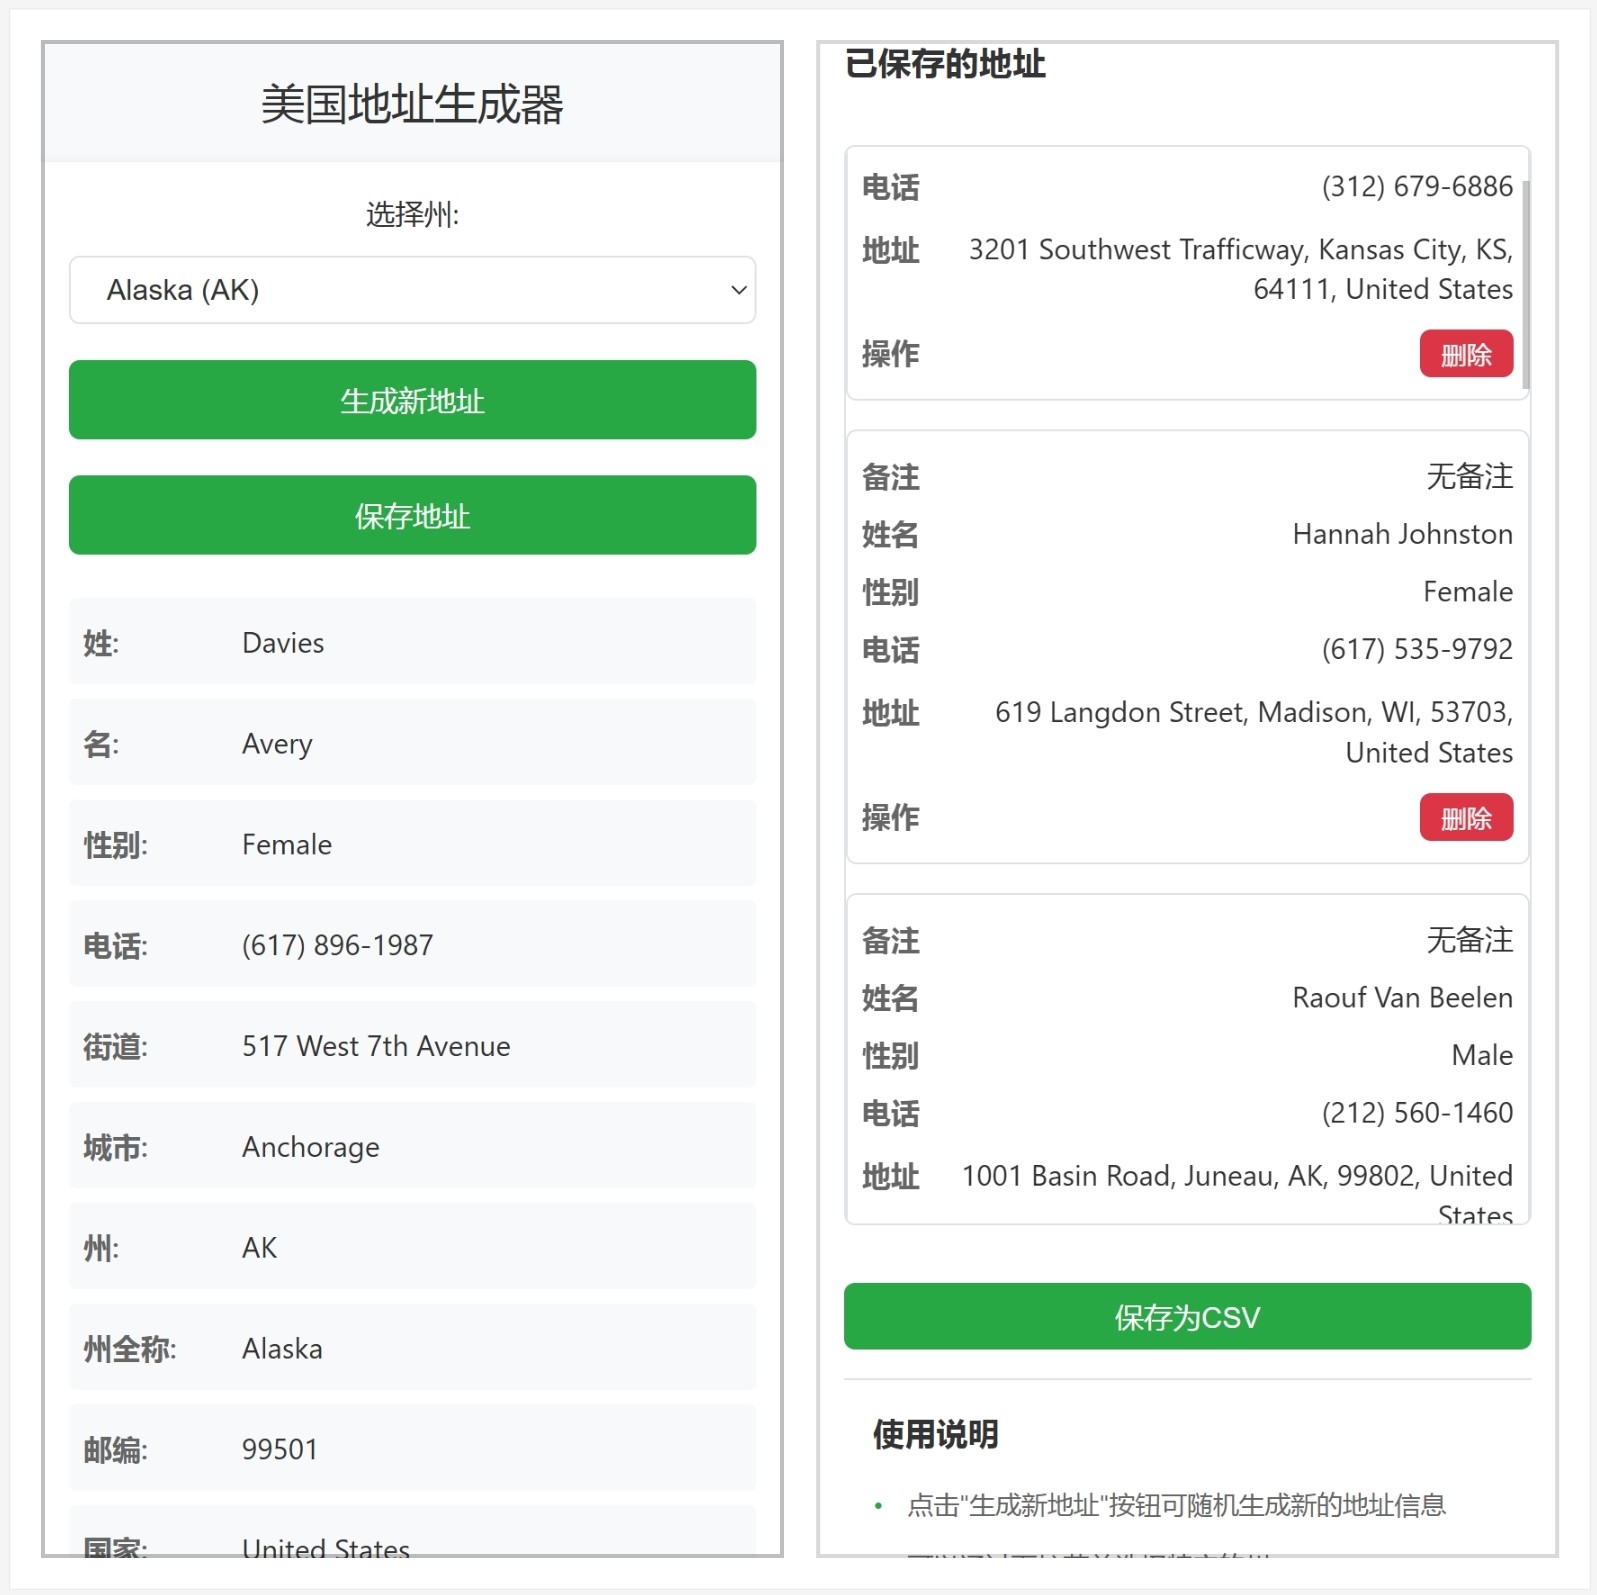 美国地址生成器
选择州:
Alaska (AK)
生成新地址
保存地址
姓: Davies
名: Avery
性别: Female
电话: (617) 896-1987
街道: 517 West 7th Avenue
城市: Anchorage
州: AK
州全称: Alaska
邮编: 99501
国家: United States
已保存的地址
电话 (312) 679-6886
地址 3201 Southwest Trafficway, Kansas City, KS,
64111, United States
操作 删除
备注 无备注
姓名 Hannah Johnston
性别 Female
电话 (617) 535-9792
地址 619 Langdon Street, Madison, WI, 53703,
United States
操作 删除
备注 无备注
姓名 Raouf Van Beelen
性别 Male
电话 (212) 560-1460
地址 1001 Basin Road, Juneau, AK, 99802, United
States
保存为CSV
使用说明
• 点击"生成新地址"按钮可随机生成新的地址信息